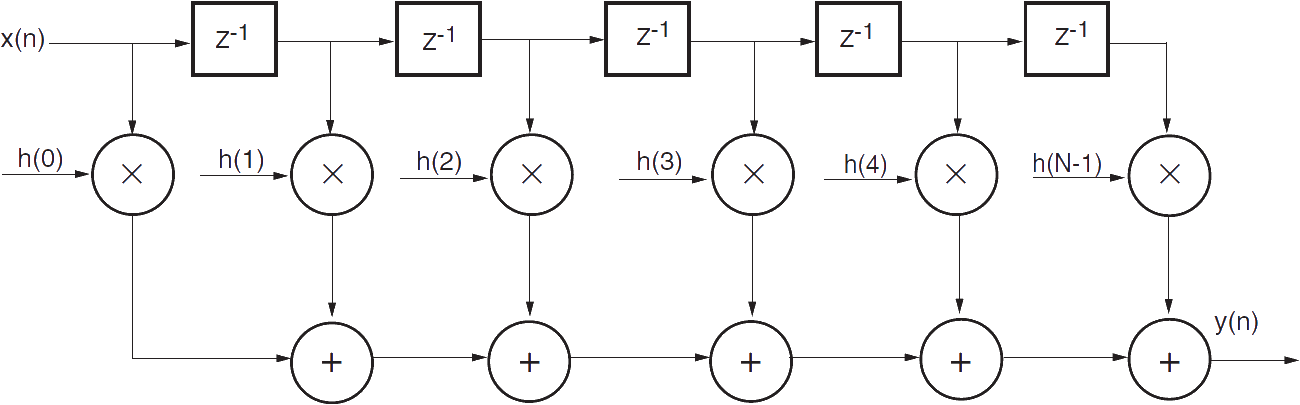 x(n)
Z-1
Z-1
Z-1
Z-1
Z-1
h(0)
×
h(1)
×
h(2)
×
h(3)
×
h(4)
×
h(N-1)
×
+
+
+
+
+
y(n)